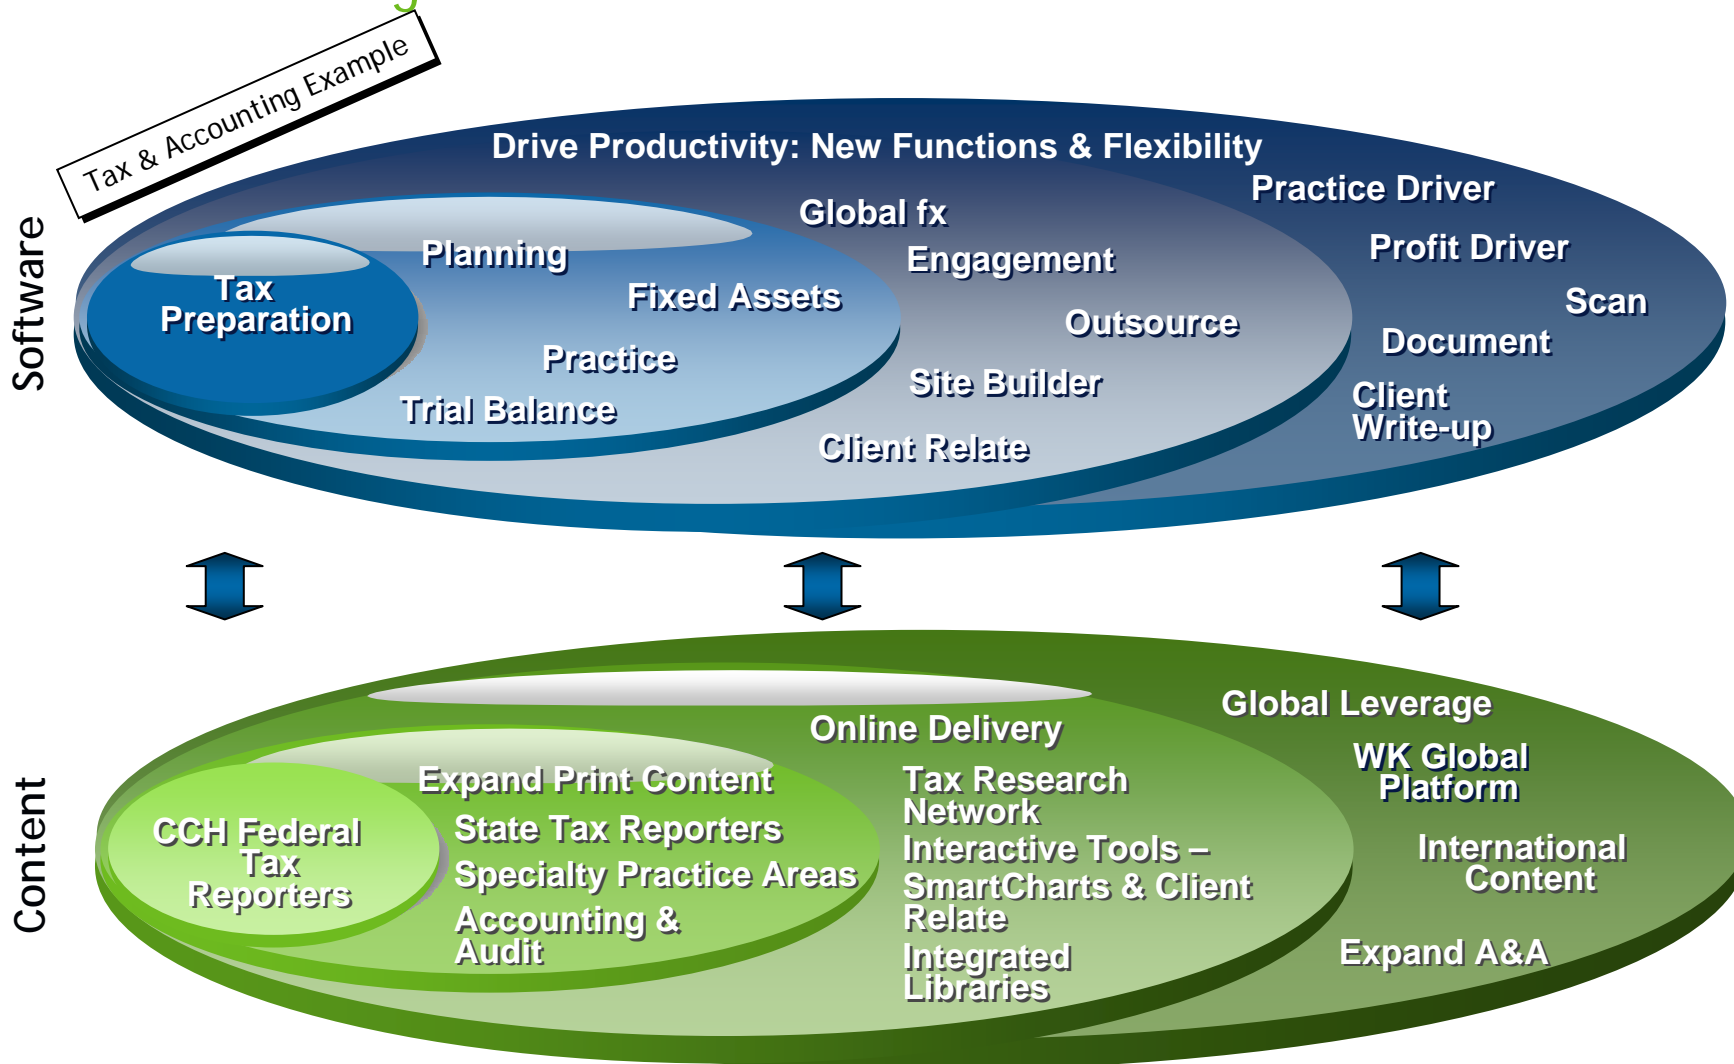 Tax & Accounting Example
Software
Drive Productivity: New Functions & Flexibility
Tax
Preparation
Planning
Fixed Assets
Practice
Trial Balance
Global fx
Engagement
Outsource
Site Builder
Client Relate
Practice Driver
Profit Driver
Scan
Document
Client
Write-up
Content
CCH Federal
Tax
Reporters
Expand Print Content
State Tax Reporters
Specialty Practice Areas
Accounting &
Audit
Online Delivery
Tax Research
Network
Interactive Tools –
SmartCharts & Client
Relate
Integrated
Libraries
Global Leverage
WK Global
Platform
International
Content
Expand A&A